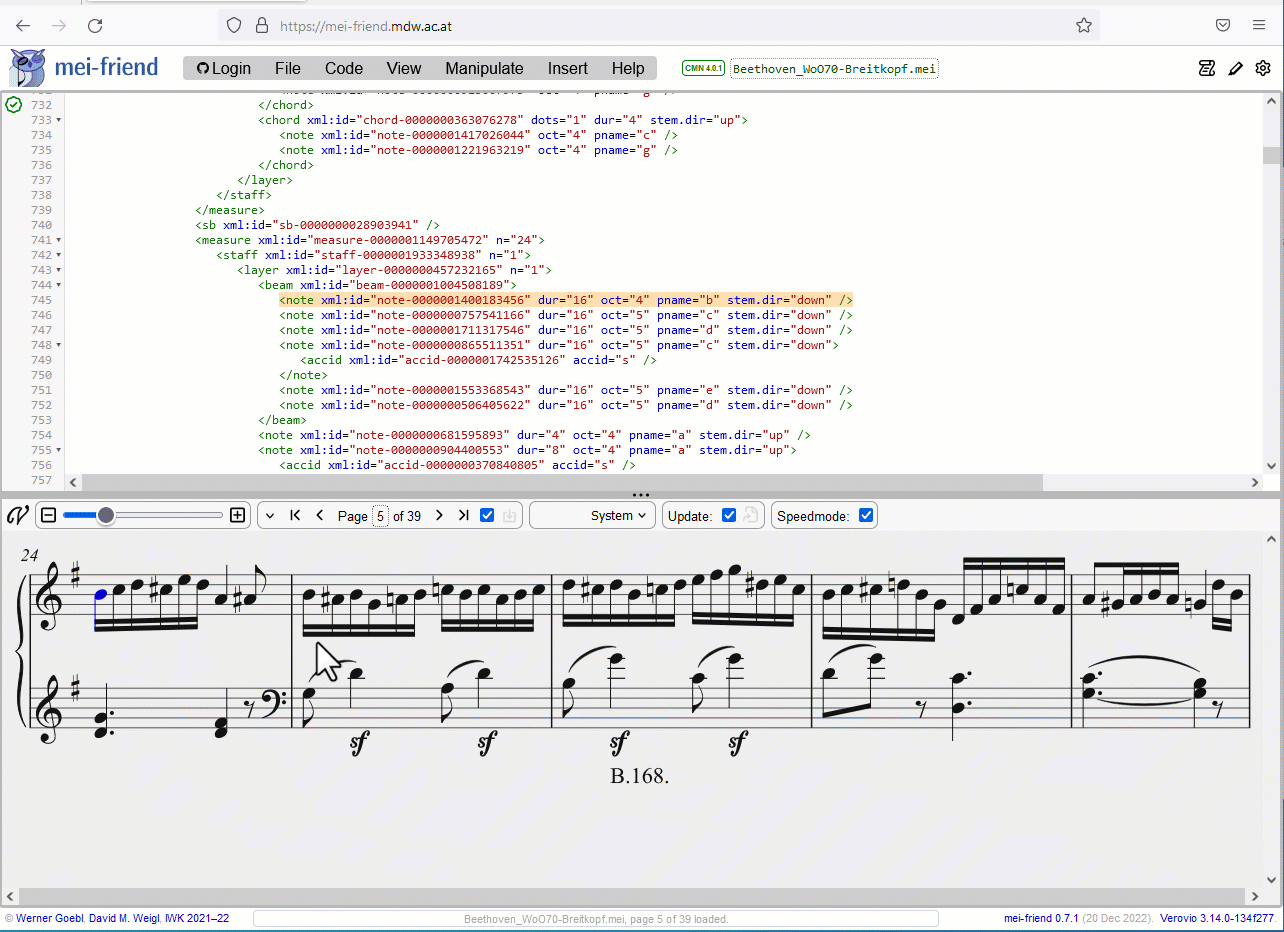 https://mei-friend.mdw.ac.at
mei-friend Login File Code View Manipulate Insert Help CMN 4.0.1 Beethoven_WoO70-Breitkopf.mei
732 </chord>
733 <chord xml:id="chord-0000000363076278" dots="1" dur="4" stem.dir="up">
734 <note xml:id="note-0000001417026044" oct="4" pname="c" />
735 <note xml:id="note-0000001221963219" oct="4" pname="g" />
736 </chord>
737 </layer>
738 </staff>
739 </measure>
740 <sb xml:id="sb-0000000028903941" />
741 <measure xml:id="measure-0000001149705472" n="24">
742 <staff xml:id="staff-0000001933348938" n="1">
743 <layer xml:id="layer-0000000457232165" n="1">
744 <beam xml:id="beam-0000001004508189">
745 <note xml:id="note-0000001400183456" dur="16" oct="4" pname="b" stem.dir="down" />
746 <note xml:id="note-0000000757541166" dur="16" oct="5" pname="c" stem.dir="down" />
747 <note xml:id="note-0000001711317546" dur="16" oct="5" pname="d" stem.dir="down" />
748 <note xml:id="note-0000000865511351" dur="16" oct="5" pname="c" stem.dir="down">
749 <accid xml:id="accid-0000001742535126" accid="s" />
750 </note>
751 <note xml:id="note-0000001553368543" dur="16" oct="5" pname="e" stem.dir="down" />
752 <note xml:id="note-0000000506405622" dur="16" oct="5" pname="d" stem.dir="down" />
753 </beam>
754 <note xml:id="note-0000000681595893" dur="4" oct="4" pname="a" stem.dir="up" />
755 <note xml:id="note-0000000904400553" dur="8" oct="4" pname="a" stem.dir="up">
756 <accid xml:id="accid-0000000370840805" accid="s" />
757
Page 5 of 39 System Update: Speedmode:
24
sf sf sf sf
B.168.
© Werner Goebl, David M. Weigl, IWK 2021–22 Beethoven_WoO70-Breitkopf.mei, page 5 of 39 loaded. mei-friend 0.7.1 (20 Dec 2022). Verovio 3.14.0-134f277.